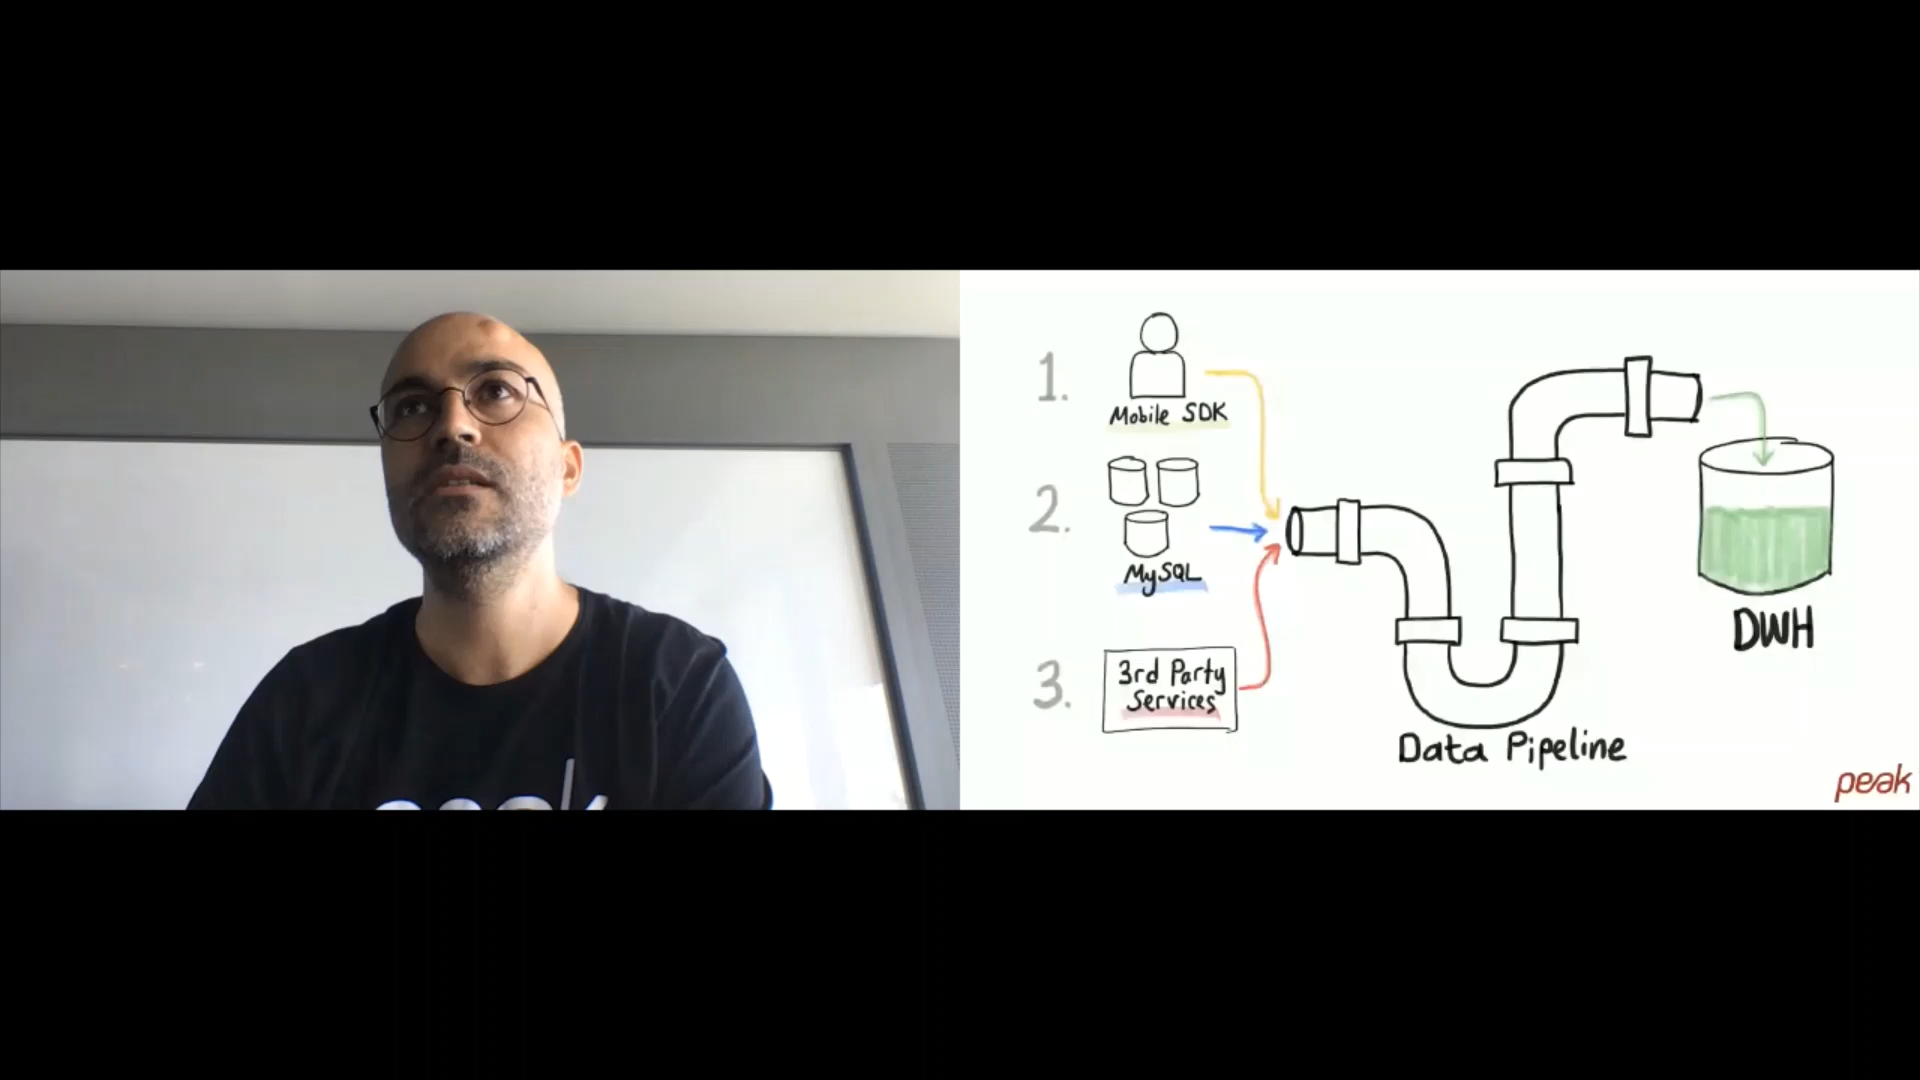 1.
Mobile SDK
2.
MySQL
3.
3rd Party
Services
Data Pipeline
DWH
peak